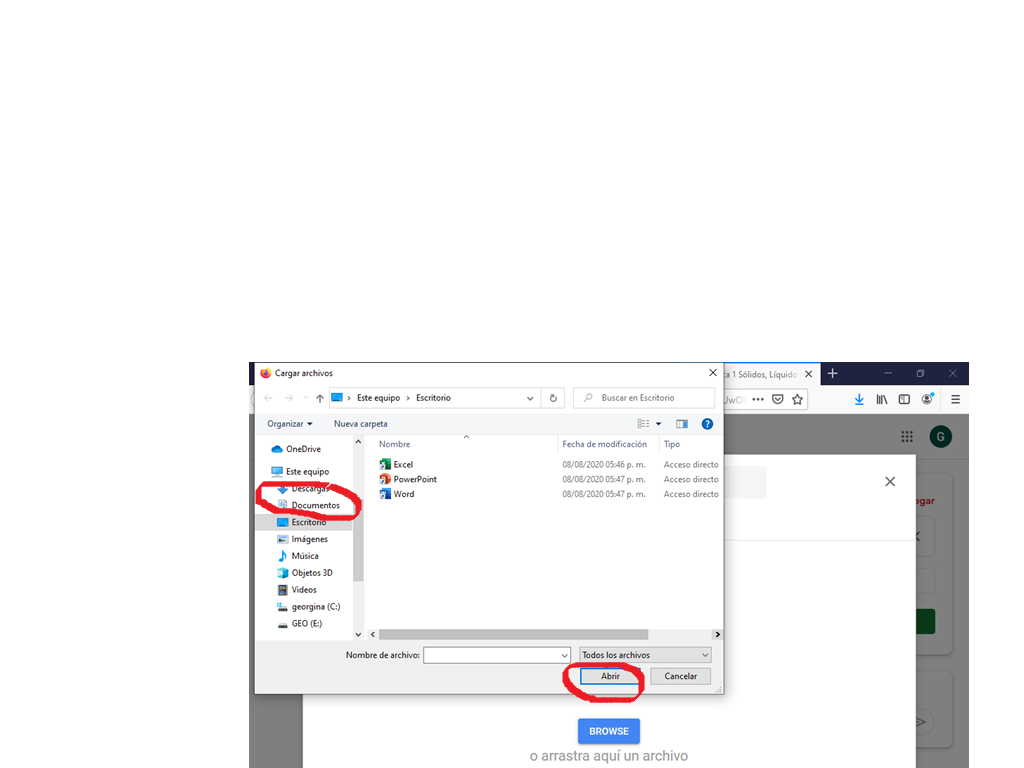 Cargar archivos
ca 1 Sólidos, Líquido
Este equipo
Escritorio
Buscar en Escritorio
Organizar
Nueva carpeta
Nombre
Fecha de modificación
Tipo
OneDrive
Este equipo
Descargas
Documentos
Escritorio
Imágenes
Música
Objetos 3D
Videos
georgina (C:)
GEO (E:)
Excel 08/08/2020 05:46 p. m. Acceso directo
PowerPoint 08/08/2020 05:47 p. m. Acceso directo
Word 08/08/2020 05:47 p. m. Acceso directo
G
gar
Nombre de archivo:
Todos los archivos
Abrir
Cancelar
BROWSE
o arrastra aquí un archivo